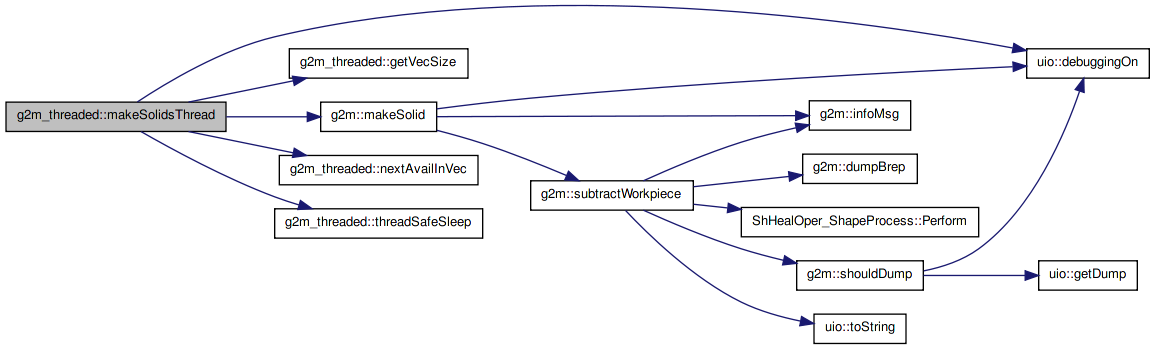 g2m_threaded::makeSolidsThread
g2m_threaded::getVecSize
g2m::makeSolid
g2m_threaded::nextAvailInVec
g2m_threaded::threadSafeSleep
g2m::subtractWorkpiece
g2m::infoMsg
g2m::dumpBrep
ShHealOper_ShapeProcess::Perform
g2m::shouldDump
uio::toString
uio::debuggingOn
uio::getDump